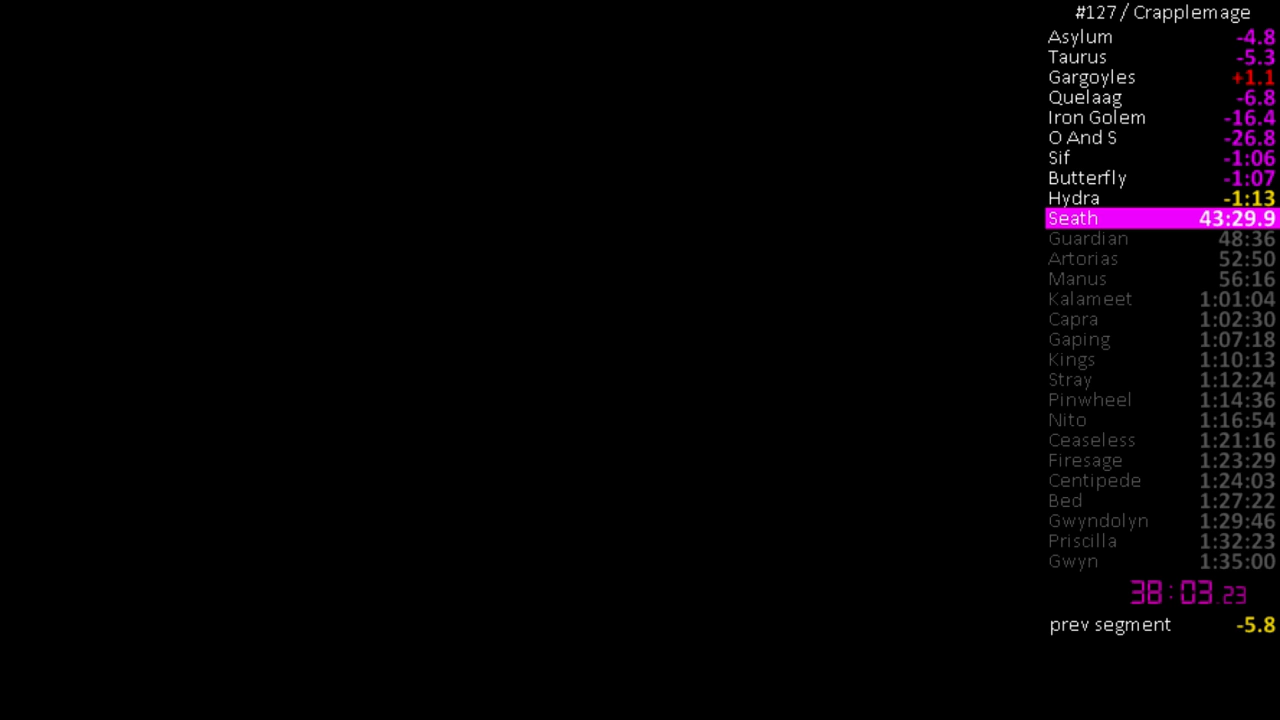 #127 / Crapplemage
Asylum -4.8
Taurus -5.3
Gargoyles +1.1
Quelaag -6.8
Iron Golem -16.4
O And S -26.8
Sif -1:06
Butterfly -1:07
Hydra -1:13
Seath 43:29.9
Guardian 48:36
Artorias 52:50
Manus 56:16
Kalameet 1:01:04
Capra 1:02:30
Gaping 1:07:18
Kings 1:10:13
Stray 1:12:24
Pinwheel 1:14:36
Nito 1:16:54
Ceaseless 1:21:16
Firesage 1:23:29
Centipede 1:24:03
Bed 1:27:22
Gwyndolyn 1:29:46
Priscilla 1:32:23
Gwyn 1:35:00
38:03.23
prev segment -5.8